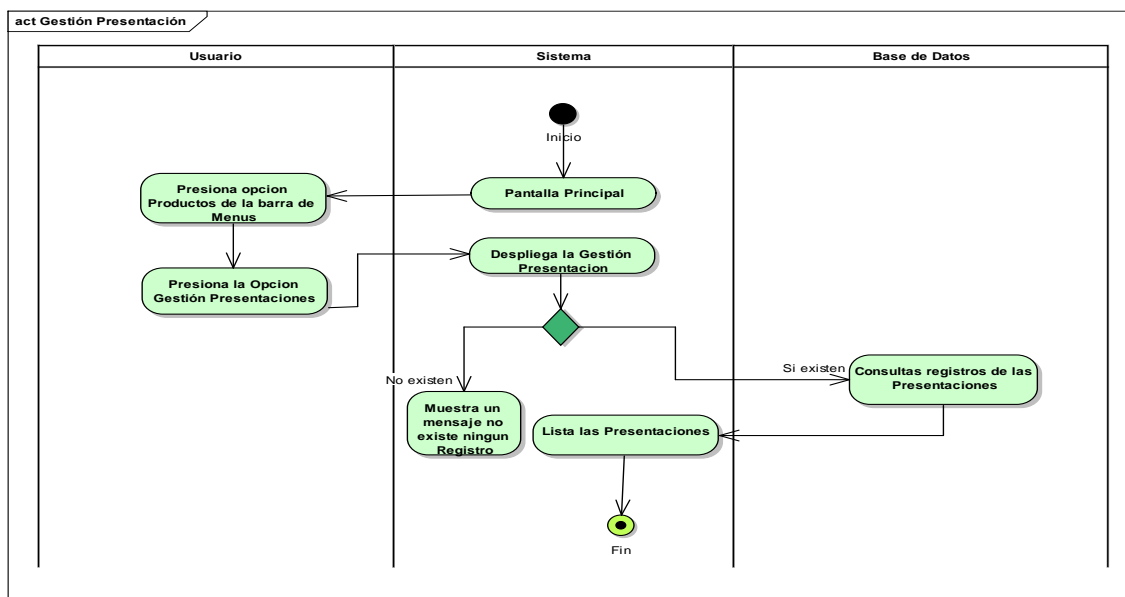 act Gestión Presentación
Usuario
Sistema
Base de Datos
Inicio
Pantalla Principal
Presiona opcion
Productos de la barra de
Menus
Despliega la Gestión
Presentacion
Presiona la Opcion
Gestión Presentaciones
No existen
Si existen
Consultas registros de las
Presentaciones
Muestra un
mensaje no
existe ningun
Registro
Lista las Presentaciones
Fin